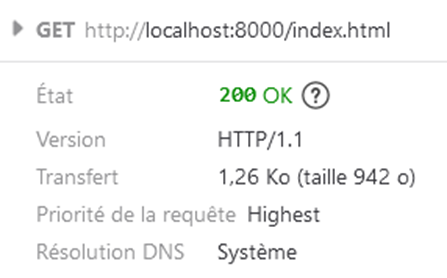 GET http://localhost:8000/index.html
État 200 OK ?
Version HTTP/1.1
Transfert 1,26 Ko (taille 942 o)
Priorité de la requête Highest
Résolution DNS Système